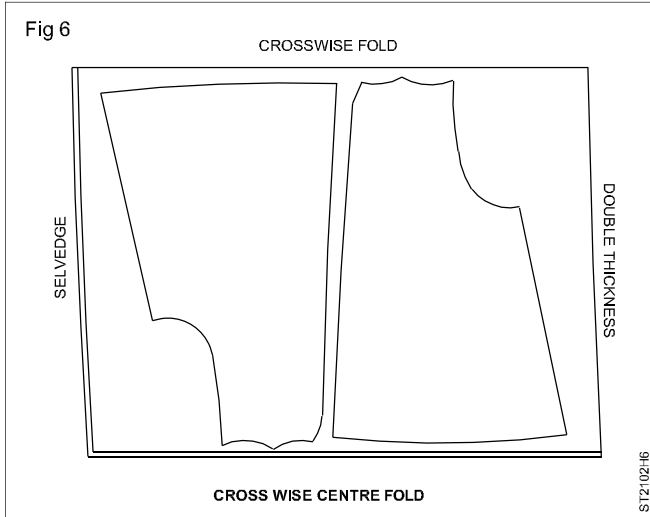 Fig 6
CROSSWISE FOLD
SELVEDGE
DOUBLE THICKNESS
CROSS WISE CENTRE FOLD
ST2102H6